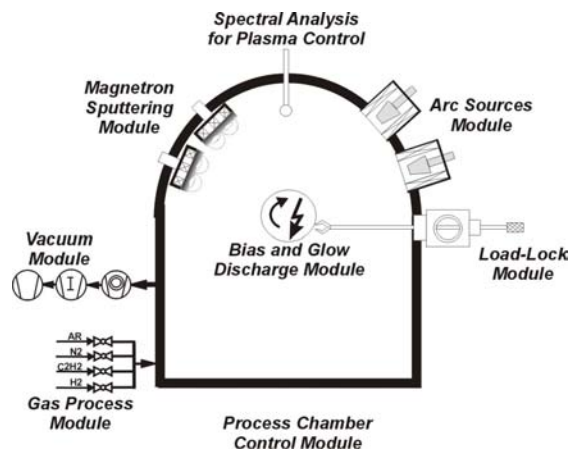 Spectral Analysis
for Plasma Control
Magnetron
Sputtering
Module
Arc Sources
Module
Vacuum
Module
Bias and Glow
Discharge Module
Load-Lock
Module
AR
N2
C2H2
H2
Gas Process
Module
Process Chamber
Control Module